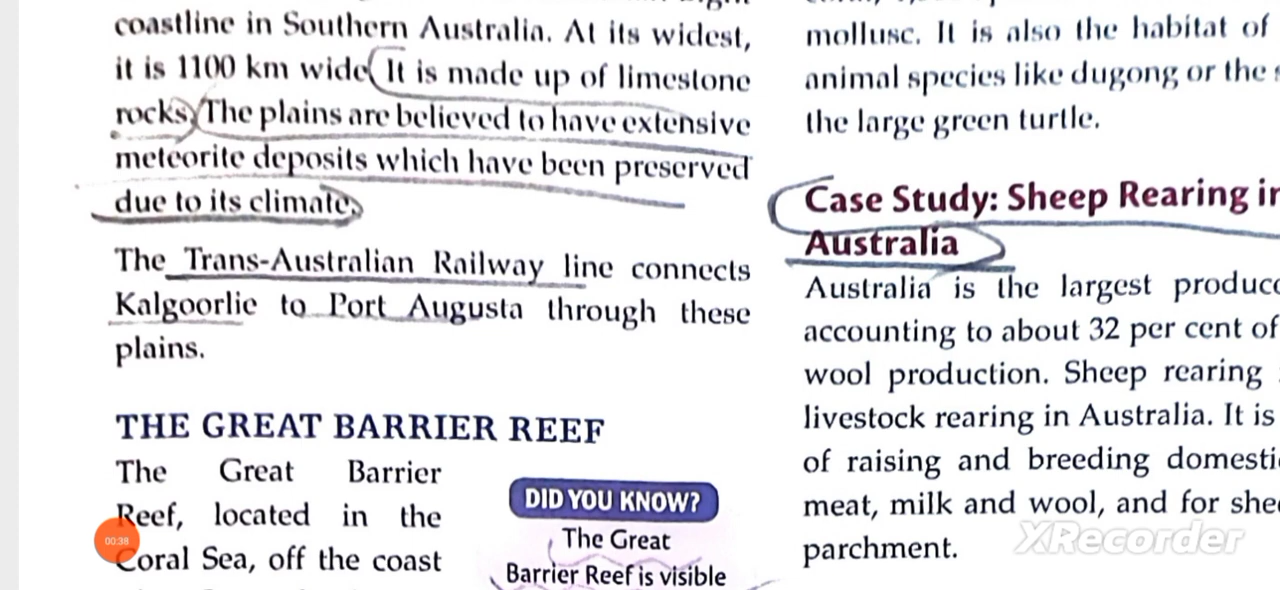 coastline in Southern Australia. At its widest,
it is 1100 km wide. It is made up of limestone
rocks. The plains are believed to have extensive
meteorite deposits which have been preserved
due to its climate.
The Trans-Australian Railway line connects
Kalgoorlie to Port Augusta through these
plains.
THE GREAT BARRIER REEF
The Great Barrier
Reef, located in the
Coral Sea, off the coast
DID YOU KNOW?
The Great
Barrier Reef is visible
mollusc. It is also the habitat of
animal species like dugong or the
the large green turtle.
Case Study: Sheep Rearing in
Australia
Australia is the largest
accounting to about 32 per cent of
wool production. Sheep rearing
livestock rearing in Australia. It is
of raising and breeding
meat, milk and wool, and for
parchment.
00:38
XRecorder